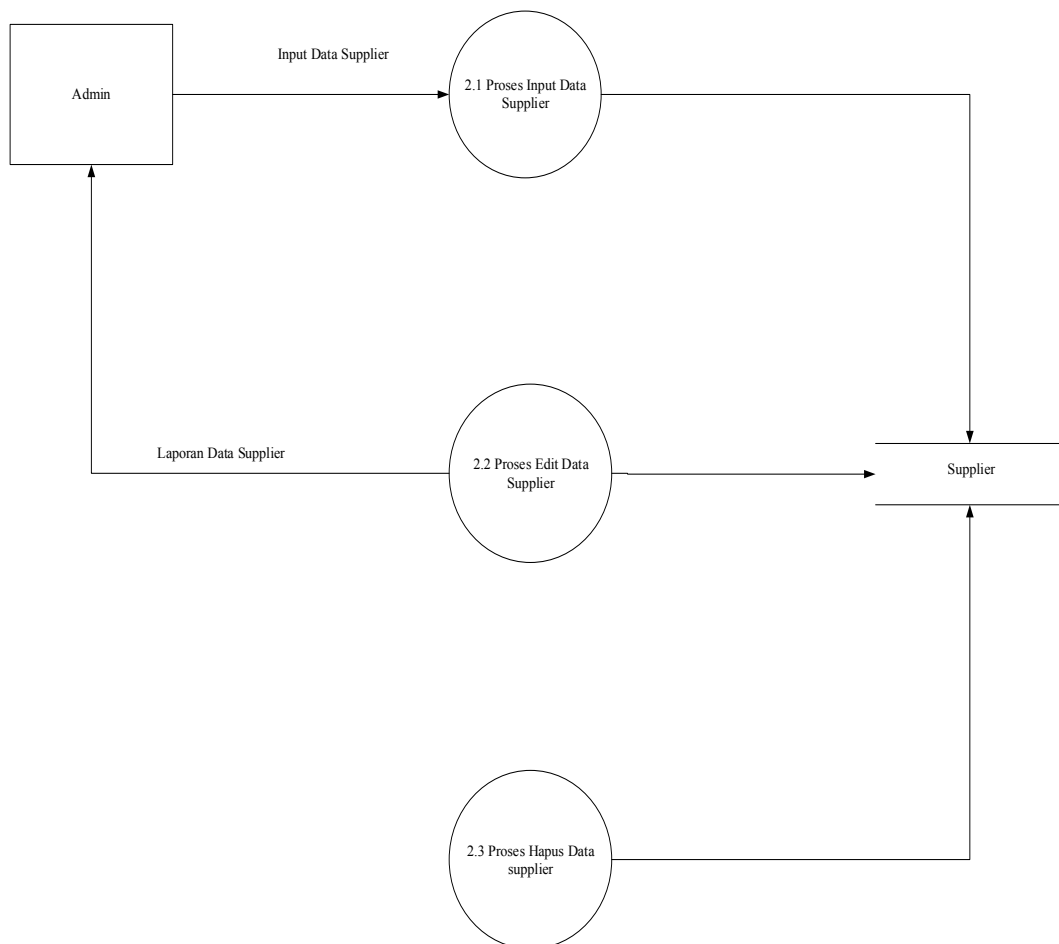 Input Data Supplier
Admin
2.1 Proses Input Data
Supplier
Laporan Data Supplier
2.2 Proses Edit Data
Supplier
Supplier
2.3 Proses Hapus Data
supplier